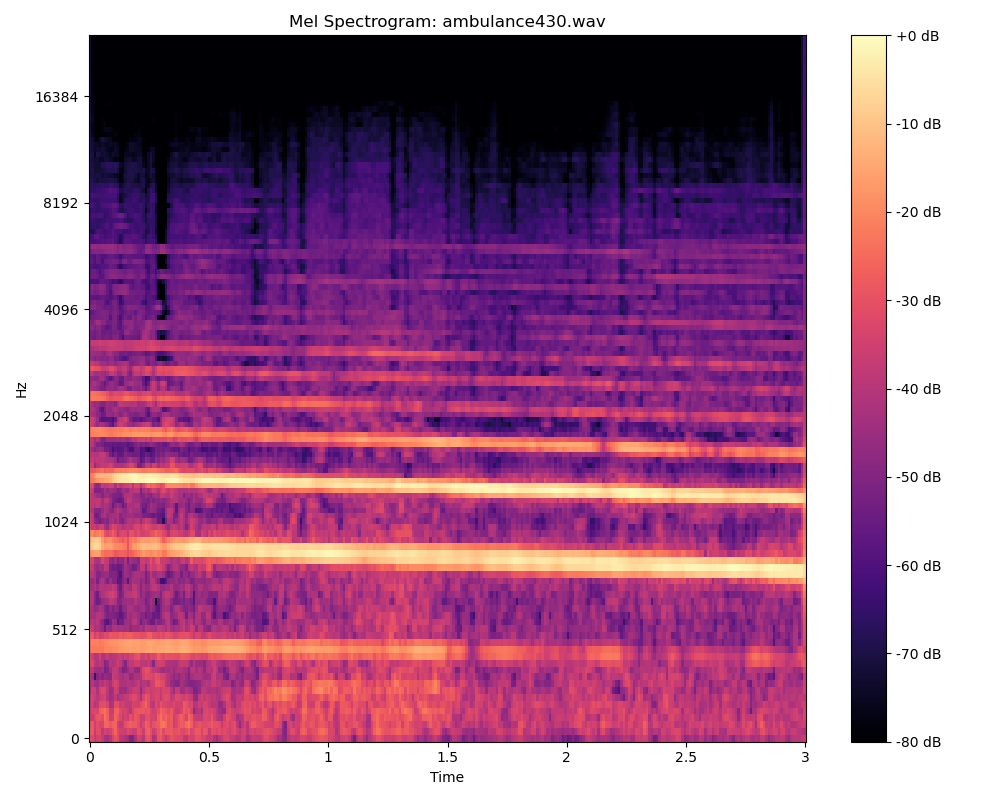 Mel Spectrogram: ambulance430.wav
+0 dB
16384
-10 dB
-20 dB
8192
-30 dB
4096
Hz
-40 dB
2048
-50 dB
1024
-60 dB
512
-70 dB
0
-80 dB
0 0.5 1 1.5 2 2.5 3
Time